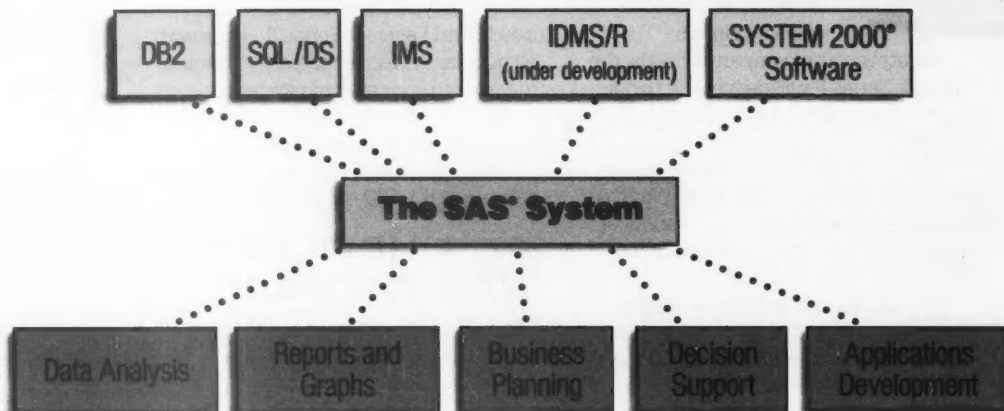 DB2
SQL/DS
IMS
IDMS/R
(under development)
SYSTEM 2000®
Software
The SAS® System
Data Analysis
Reports and
Graphs
Business
Planning
Decision
Support
Applications
Development